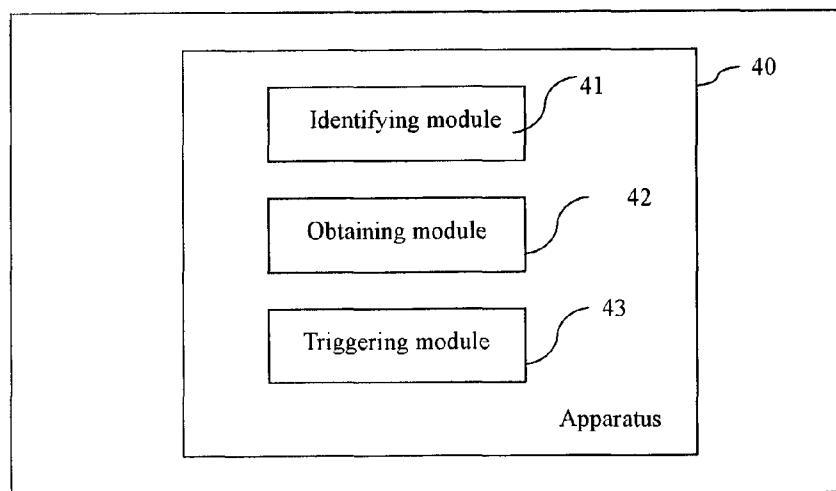 40
41
Identifying module
42
Obtaining module
43
Triggering module
Apparatus